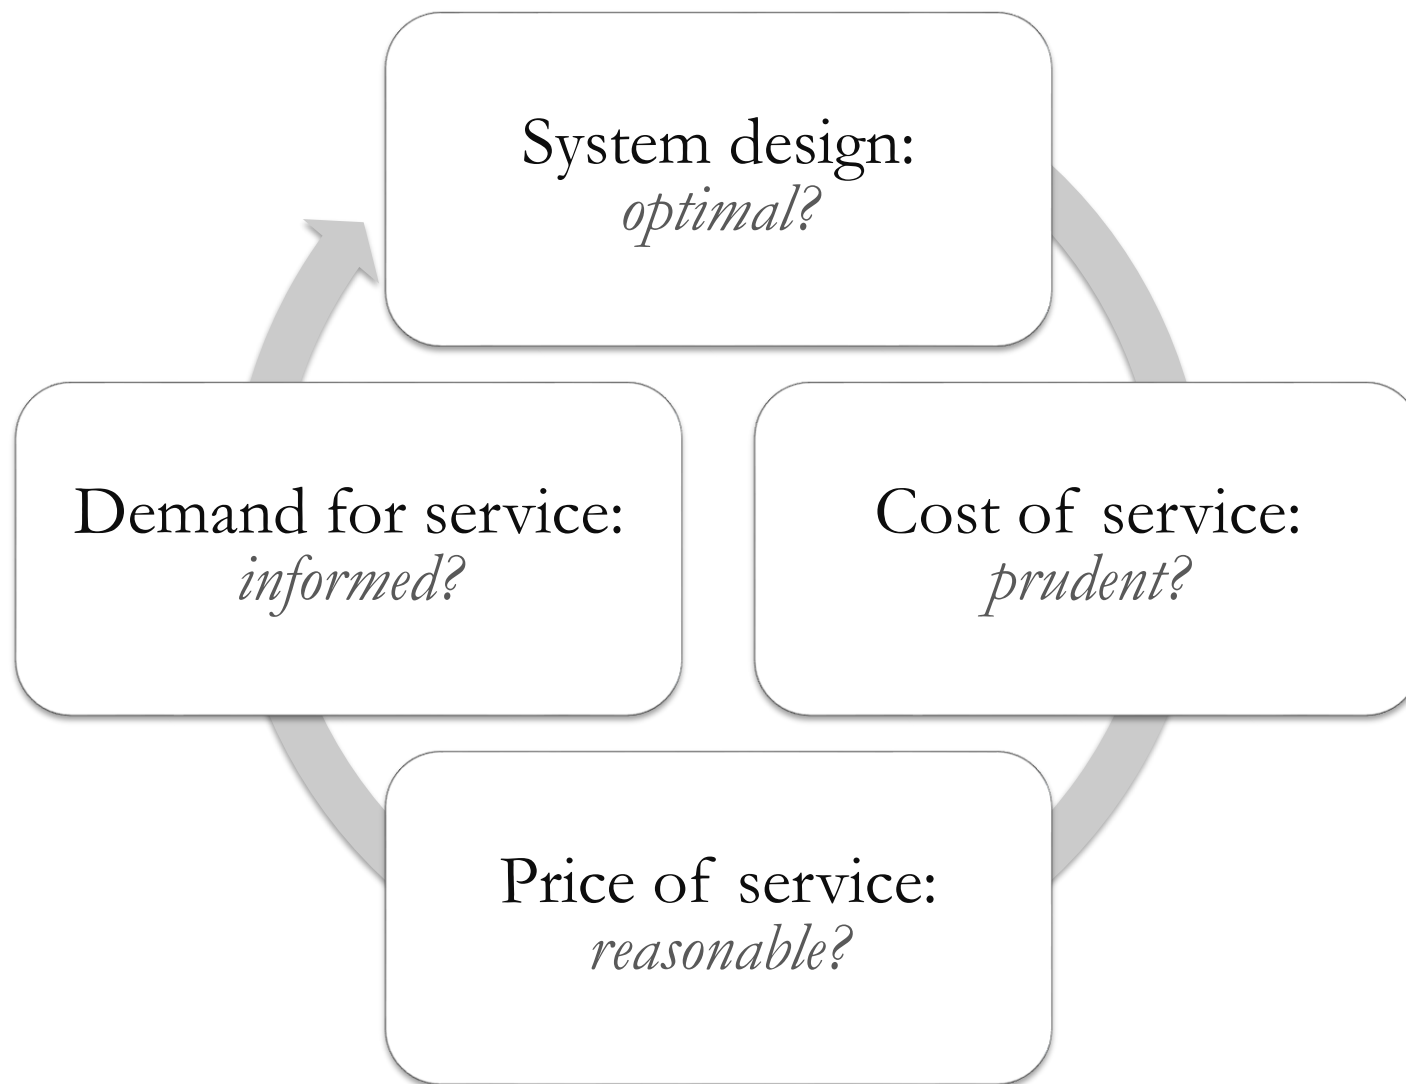 System design:
optimal?
Demand for service:
informed?
Cost of service:
prudent?
Price of service:
reasonable?